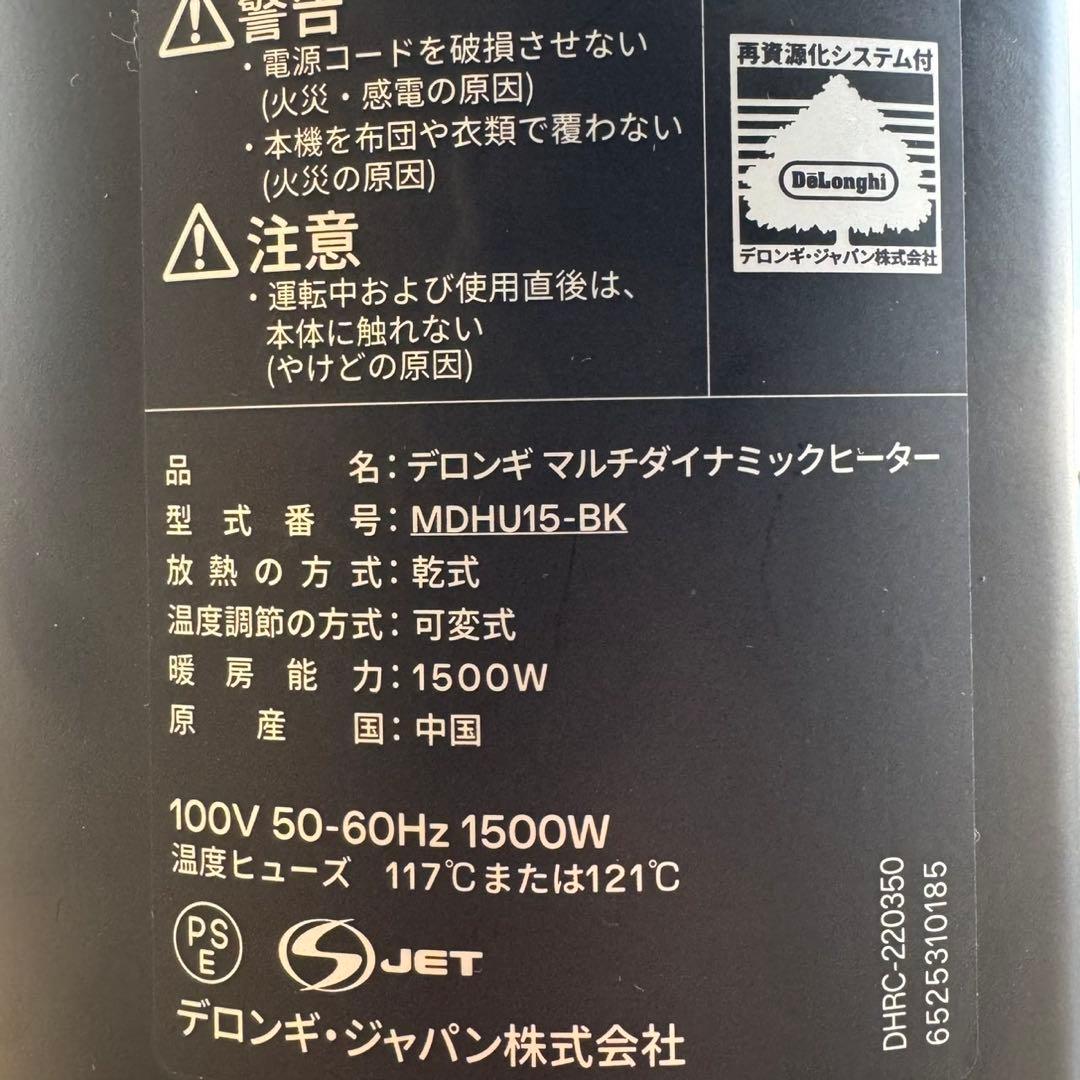 警告
・電源コードを破損させない
(火災・感電の原因)
・本機を布団や衣類で覆わない
(火災の原因)
注意
・運転中および使用直後は、
本体に触れない
(やけどの原因)
再資源化システム付
DeLonghi
デロンギ・ジャパン株式会社
品名：デロンギ マルチダイナミックヒーター
型式番号：MDHU15-BK
放熱の方式：乾式
温度調節の方式：可変式
暖房能力：1500W
原産国：中国
100V 50-60Hz 1500W
温度ヒューズ 117℃または121℃
PSE
S JET
デロンギ・ジャパン株式会社
DHRC-220350
6525310185